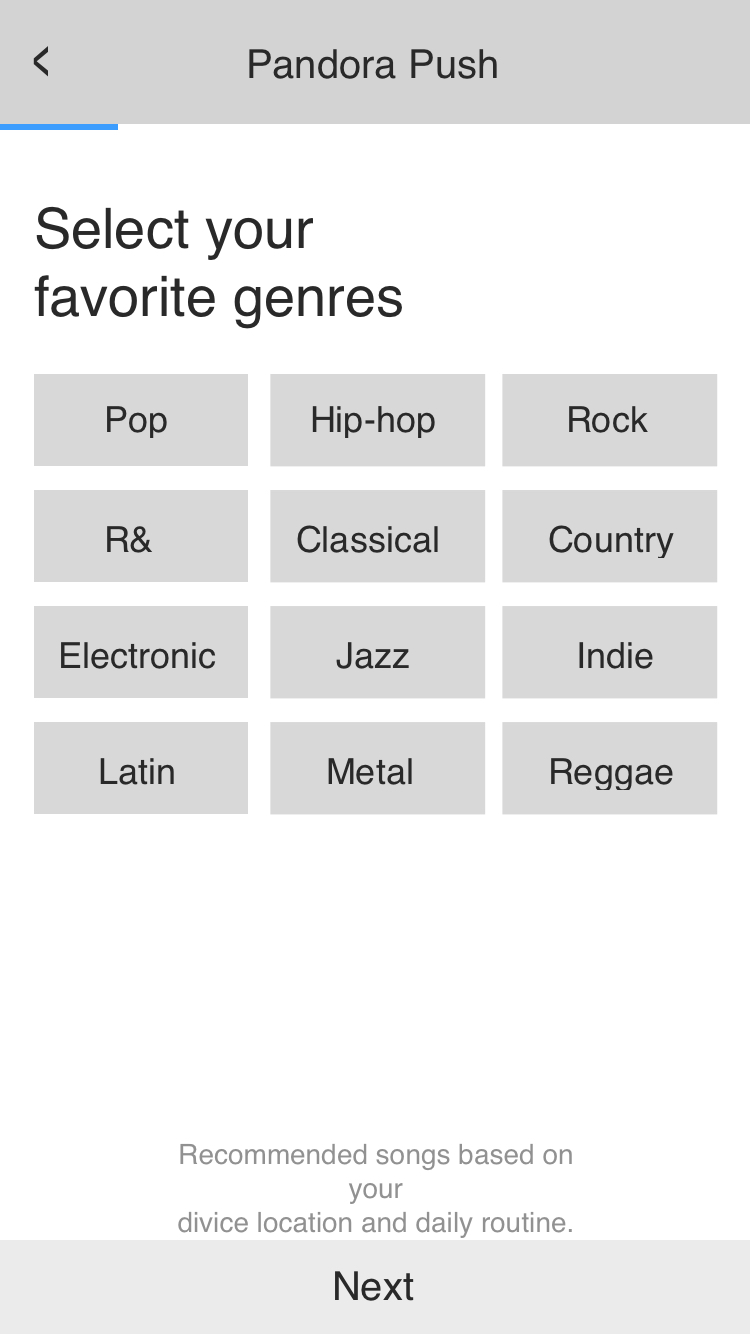 Pandora Push
Select your
favorite genres
Pop Hip-hop Rock
R& Classical Country
Electronic Jazz Indie
Latin Metal Reggae
Recommended songs based on
your
divice location and daily routine.
Next